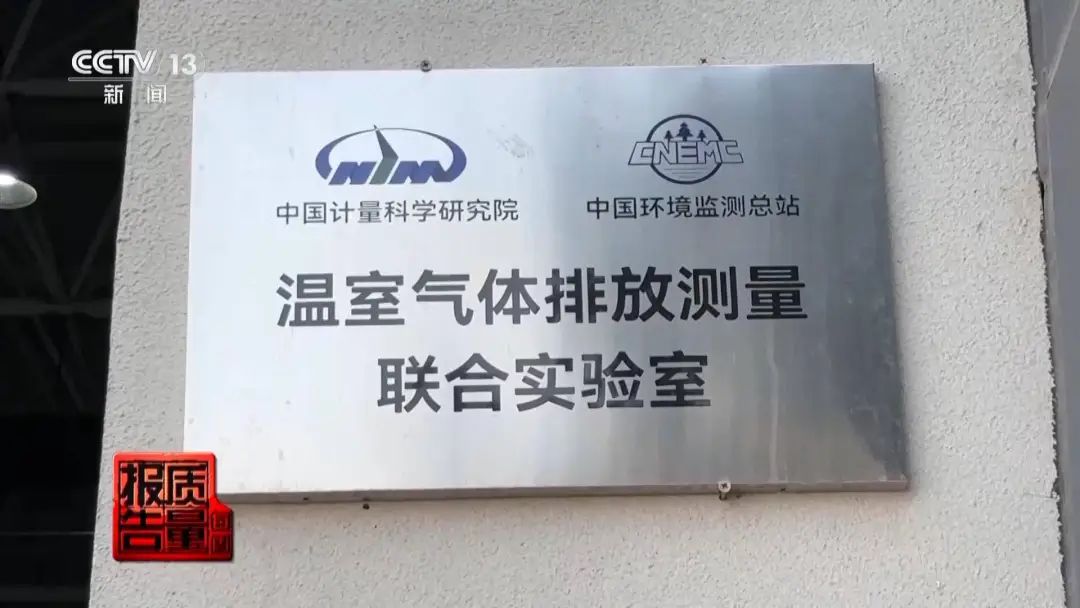 CCTV 13
新闻
NIM
CNEMC
中国计量科学研究院
中国环境监测总站
温室气体排放测量
联合实验室
质量
报告